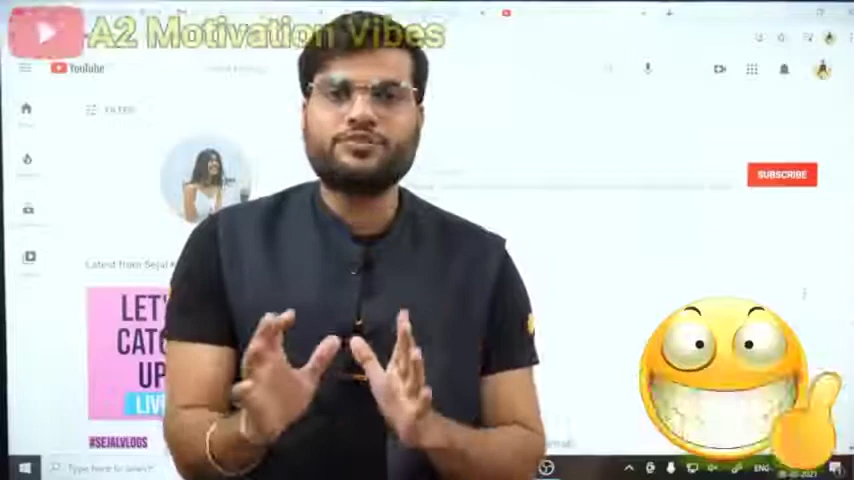 A2 Motivation Vibes
YouTube
FILTER
SUBSCRIBE
Latest from Sejal
LET'
CATC
UP
LIV
#SEJALVLOGS
Type here to search
ENG